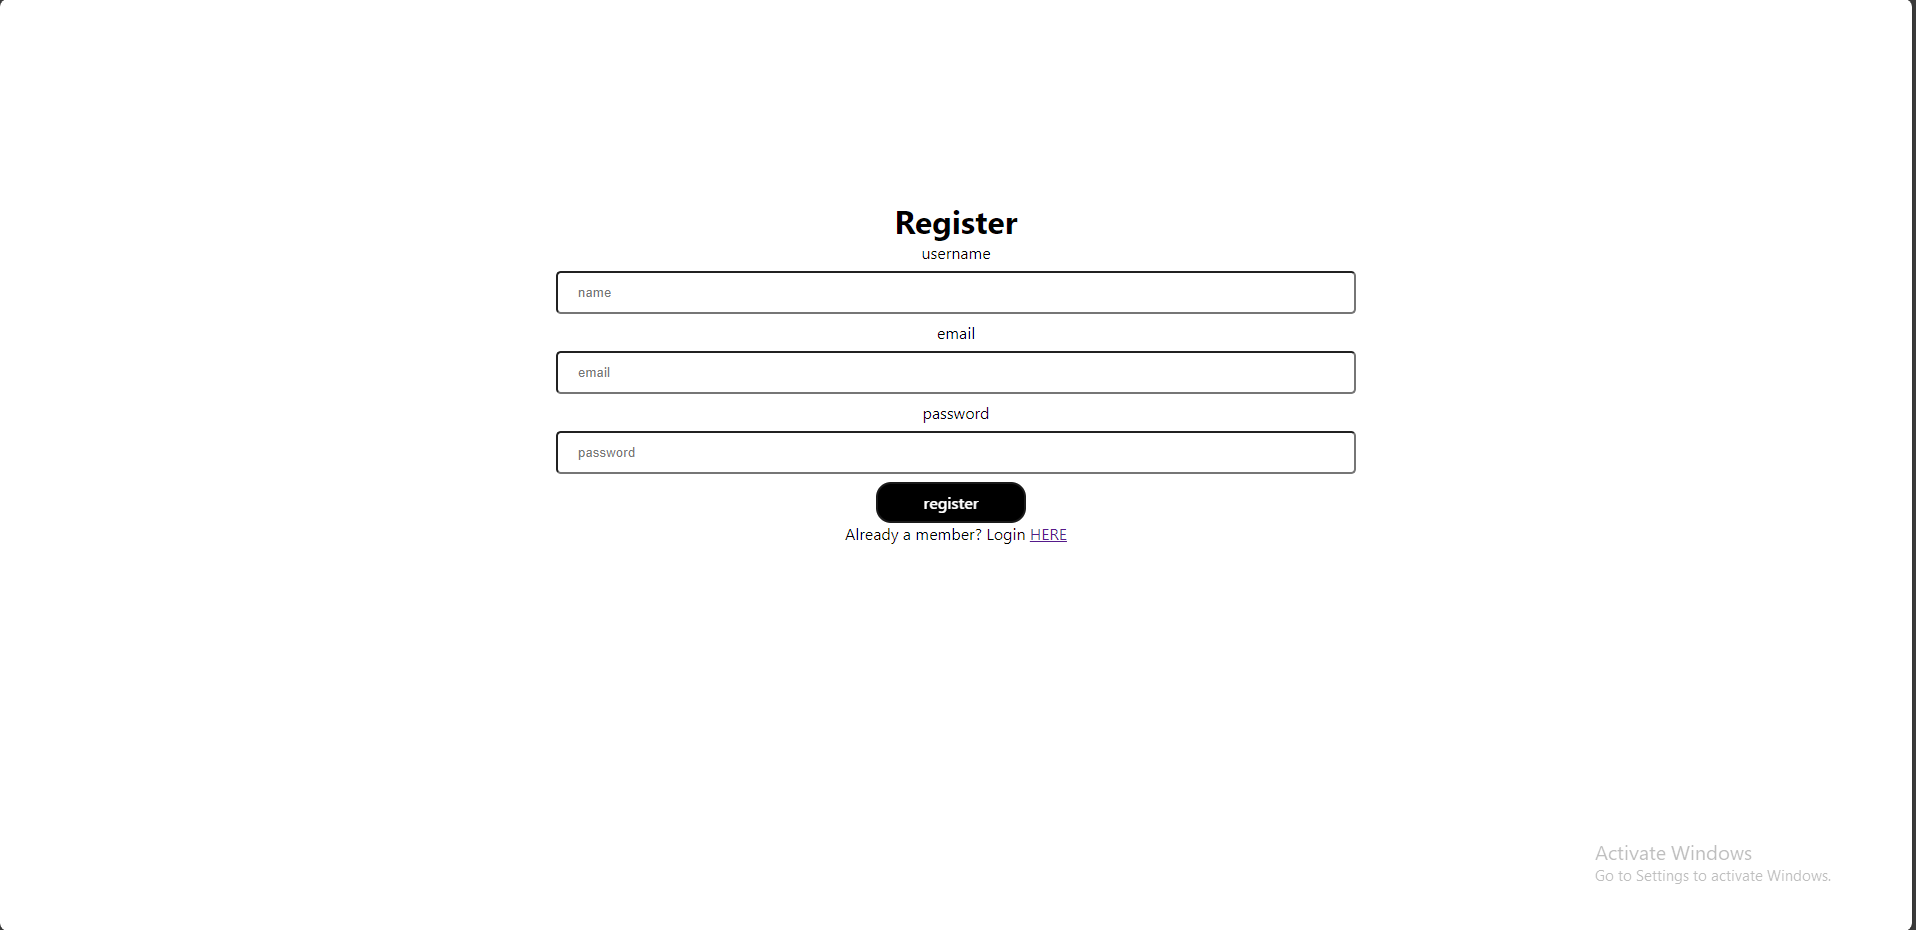 Register
username
name
email
email
password
password
register
Already a member? Login HERE
Activate Windows
Go to Settings to activate Windows.